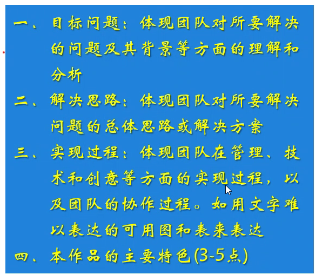 一．目标问题：体现团队对所要解决
的问题及其背景等方面的理解和
分析
二．解决思路：体现团队对所要解决
问题的总体思路或解决方案
三．实现过程：体现团队在管理、技
术和创意等方面的实现过程，以
及团队的协作过程。如用文字难
以表达的可用图和表来表达
四．本作品的主要特色(3-5点)